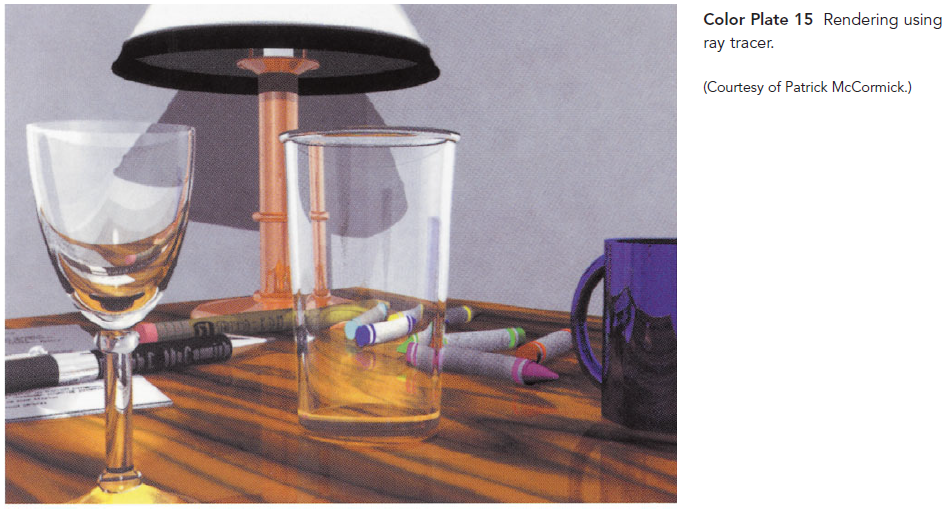 Color Plate 15 Rendering using
ray tracer.
(Courtesy of Patrick McCormick.)